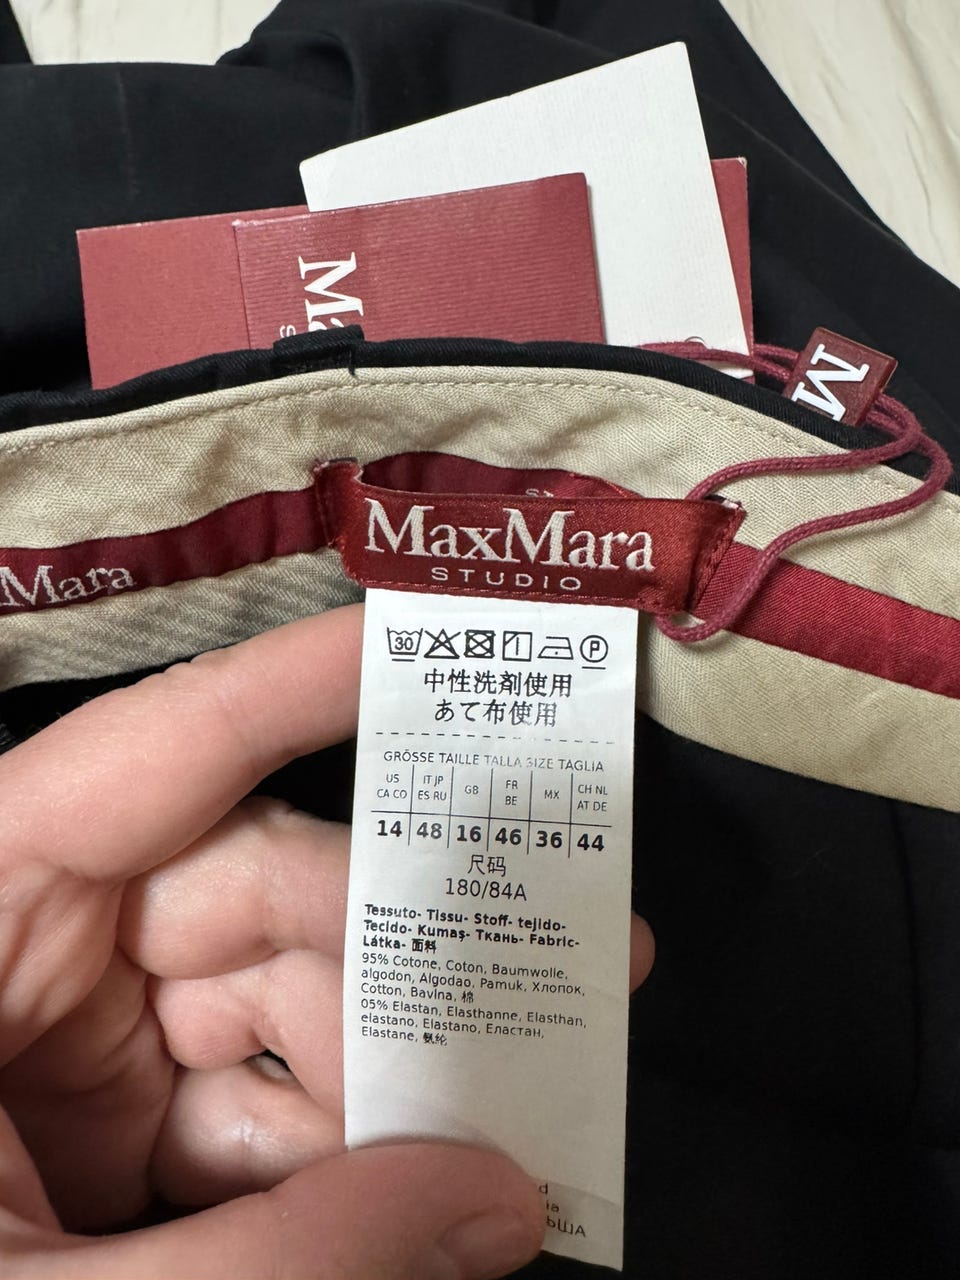 Ma
S
M
MaxMara
STUDIO
Mara
30
P
中性洗剤使用
あて布使用
GRÖSSE TAILLE TALLA SIZE TAGLIA
US CA CO
IT JP ES RU
GB
FR BE
MX
CH NL AT DE
14 48 16 46 36 44
尺码
180/84A
Tessuto- Tissu- Stoff- tejido-
Tecido- Kumaş- Ткань- Fabric-
Látka- 面料
95% Cotone, Coton, Baumwolle,
algodon, Algodao, Pamuk, Хлопок,
Cotton, Bavlna, 棉
05% Elastan, Elasthanne, Elasthan,
elastano, Elastano, Еластан,
Elastane, 氨纶